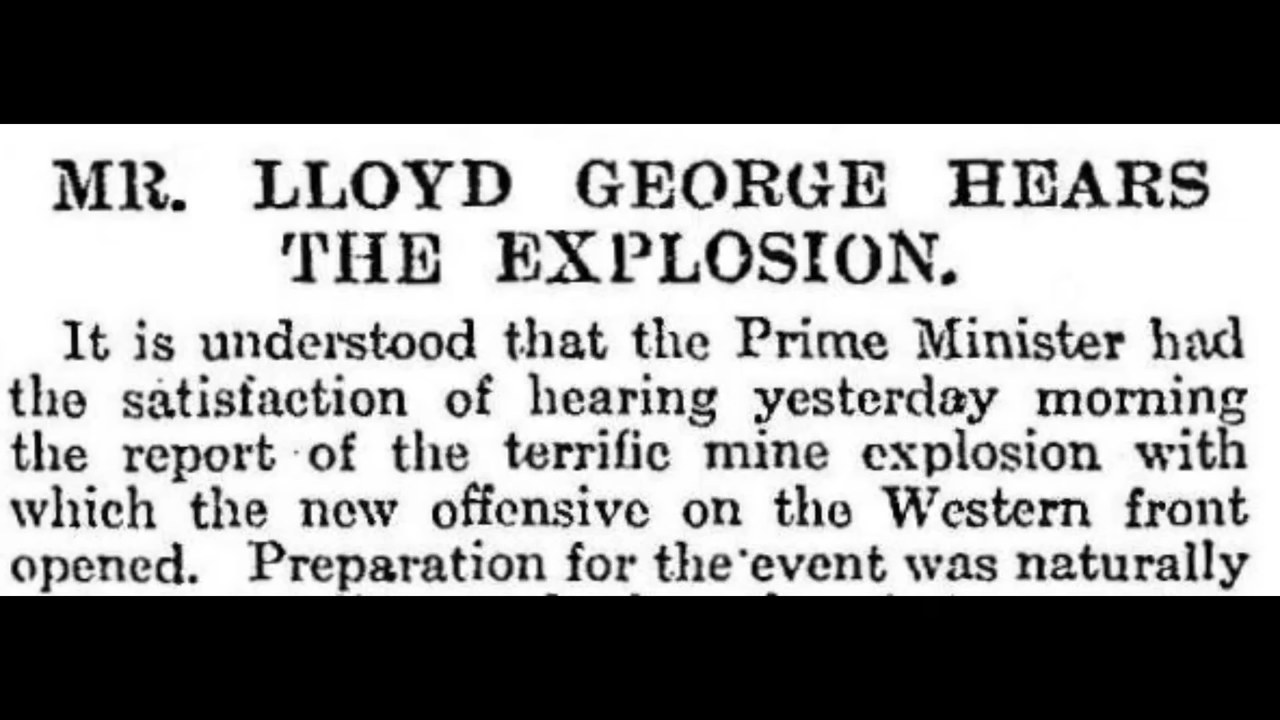 MR. LLOYD GEORGE HEARS
THE EXPLOSION.
It is understood that the Prime Minister had
the satisfaction of hearing yesterday morning
the report of the terrific mine explosion with
which the new offensive on the Western front
opened. Preparation for the event was naturally